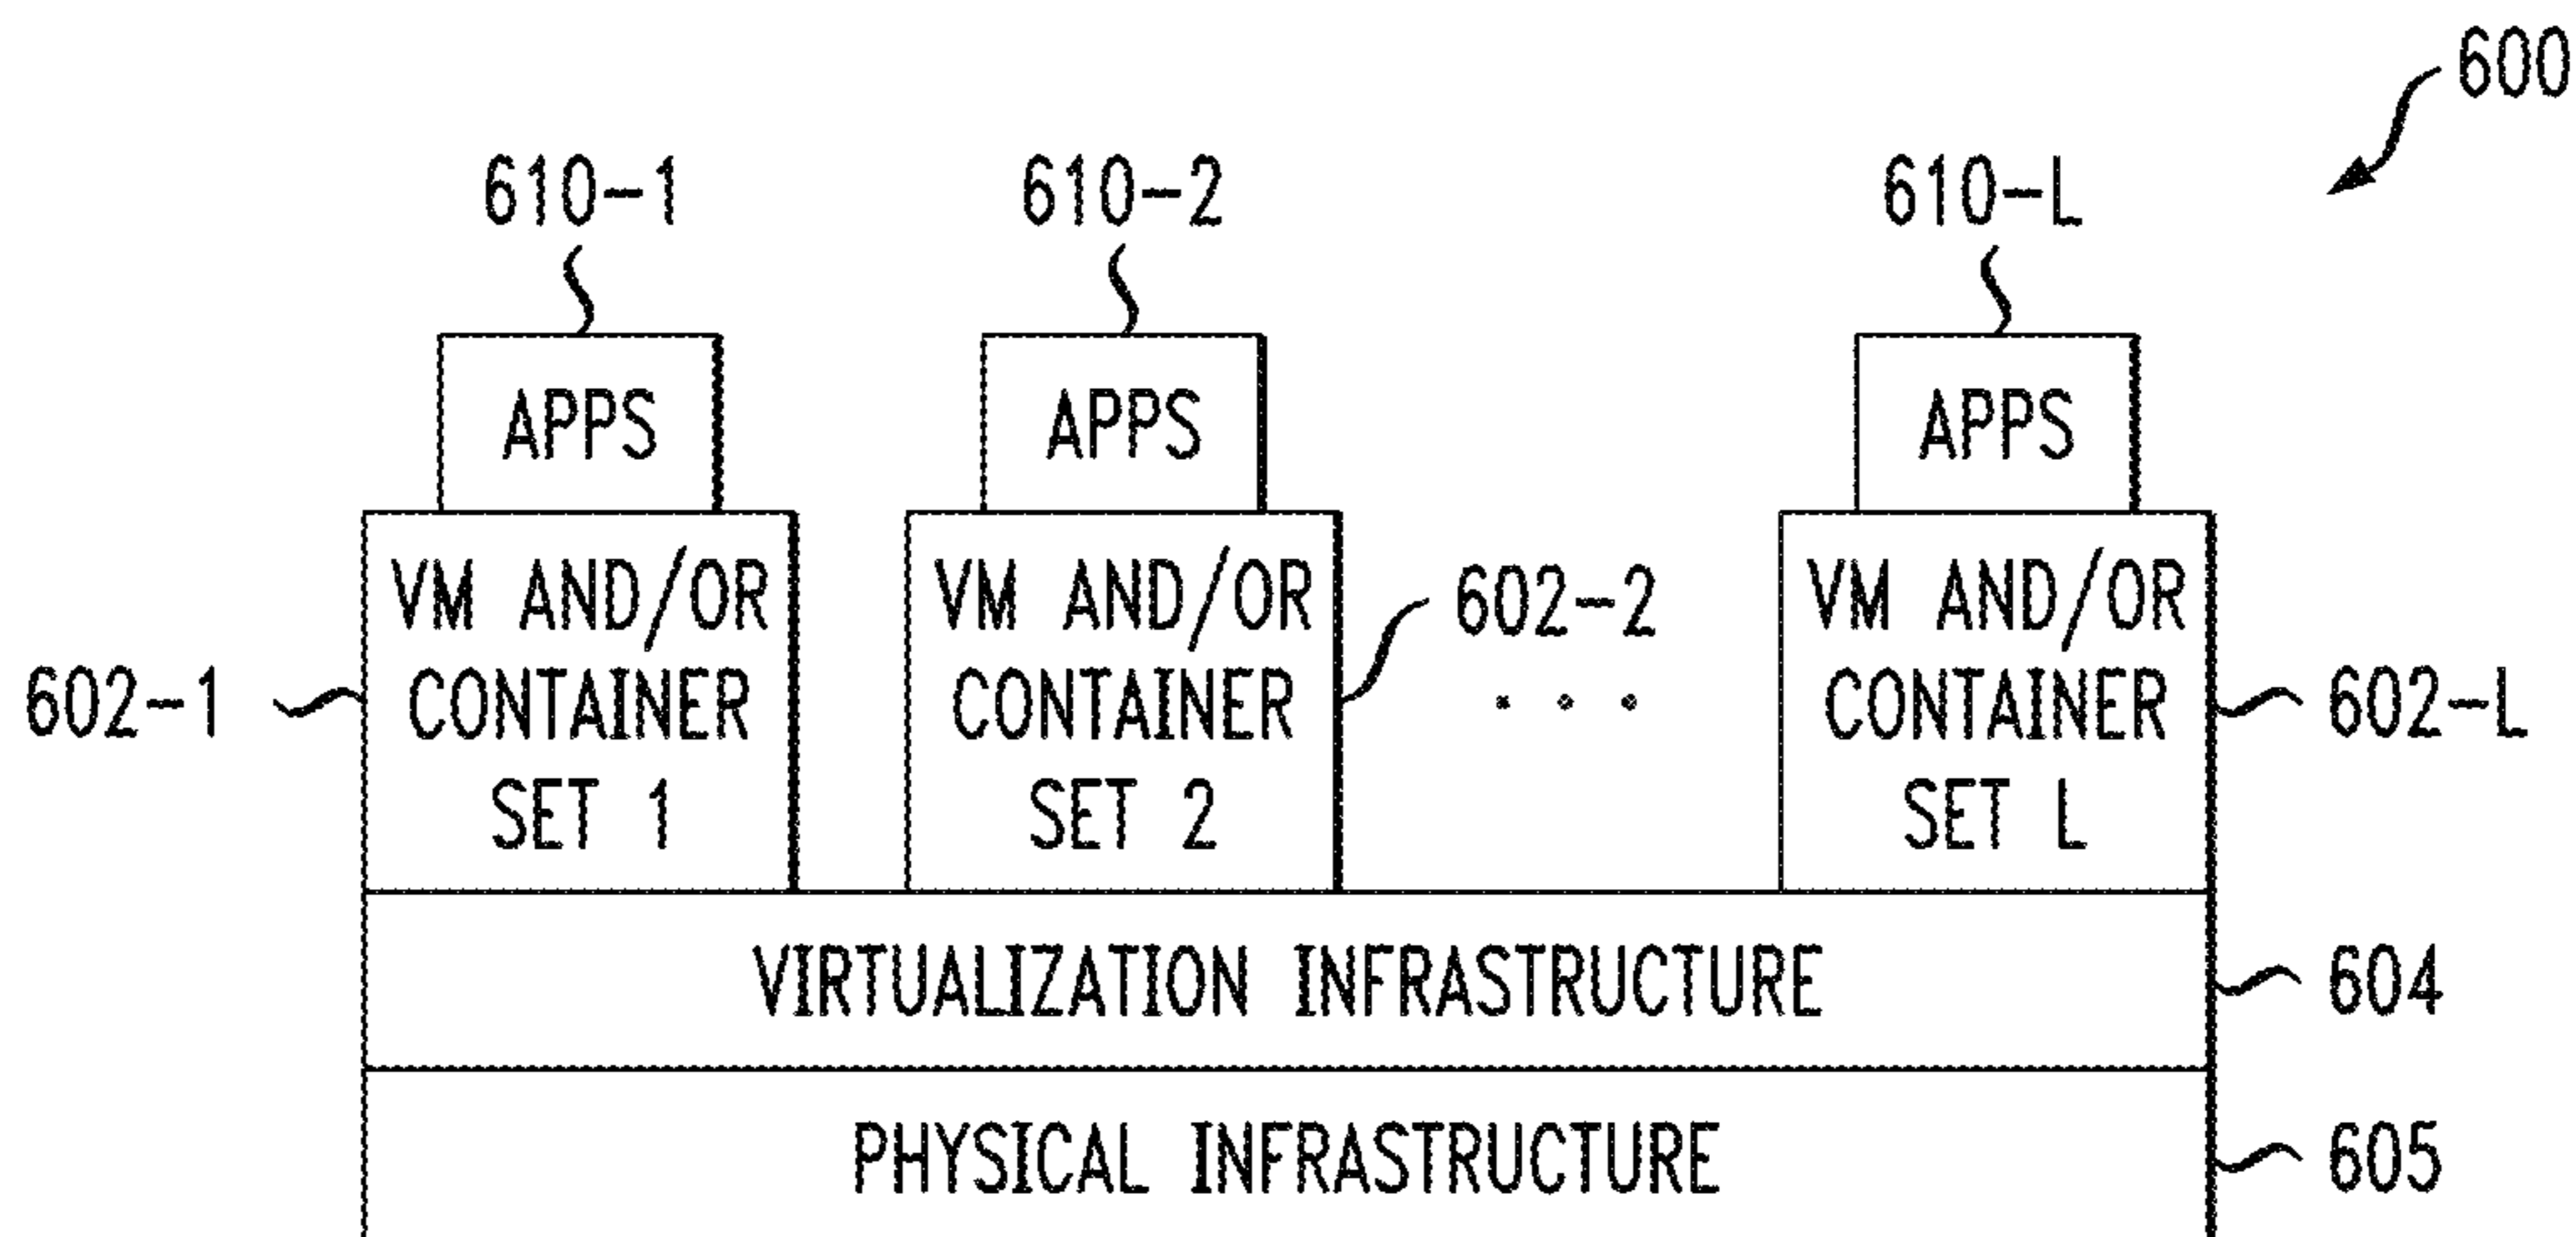 600
610-1
610-2
610-L
APPS
APPS
APPS
VM AND/OR
CONTAINER
SET 1
VM AND/OR
CONTAINER
SET 2
VM AND/OR
CONTAINER
SET L
602-1
602-2
. . .
602-L
VIRTUALIZATION INFRASTRUCTURE
604
PHYSICAL INFRASTRUCTURE
605